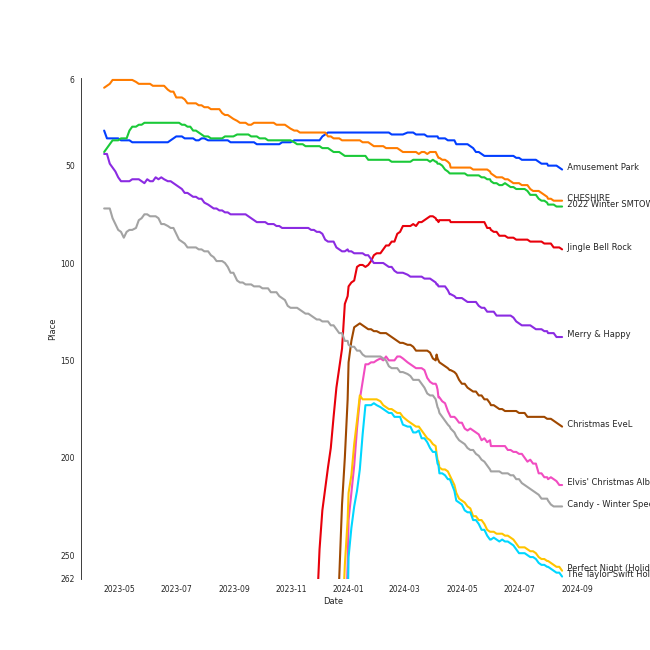 6
50
100
150
200
250
262
Place
2023-05
2023-07
2023-09
2023-11
2024-01
2024-03
2024-05
2024-07
2024-09
Date
Amusement Park
CHESHIRE
2022 Winter SMTOW
Jingle Bell Rock
Merry & Happy
Christmas EveL
Elvis' Christmas Alb
Candy - Winter Spec
Perfect Night (Holid
The Taylor Swift Hol